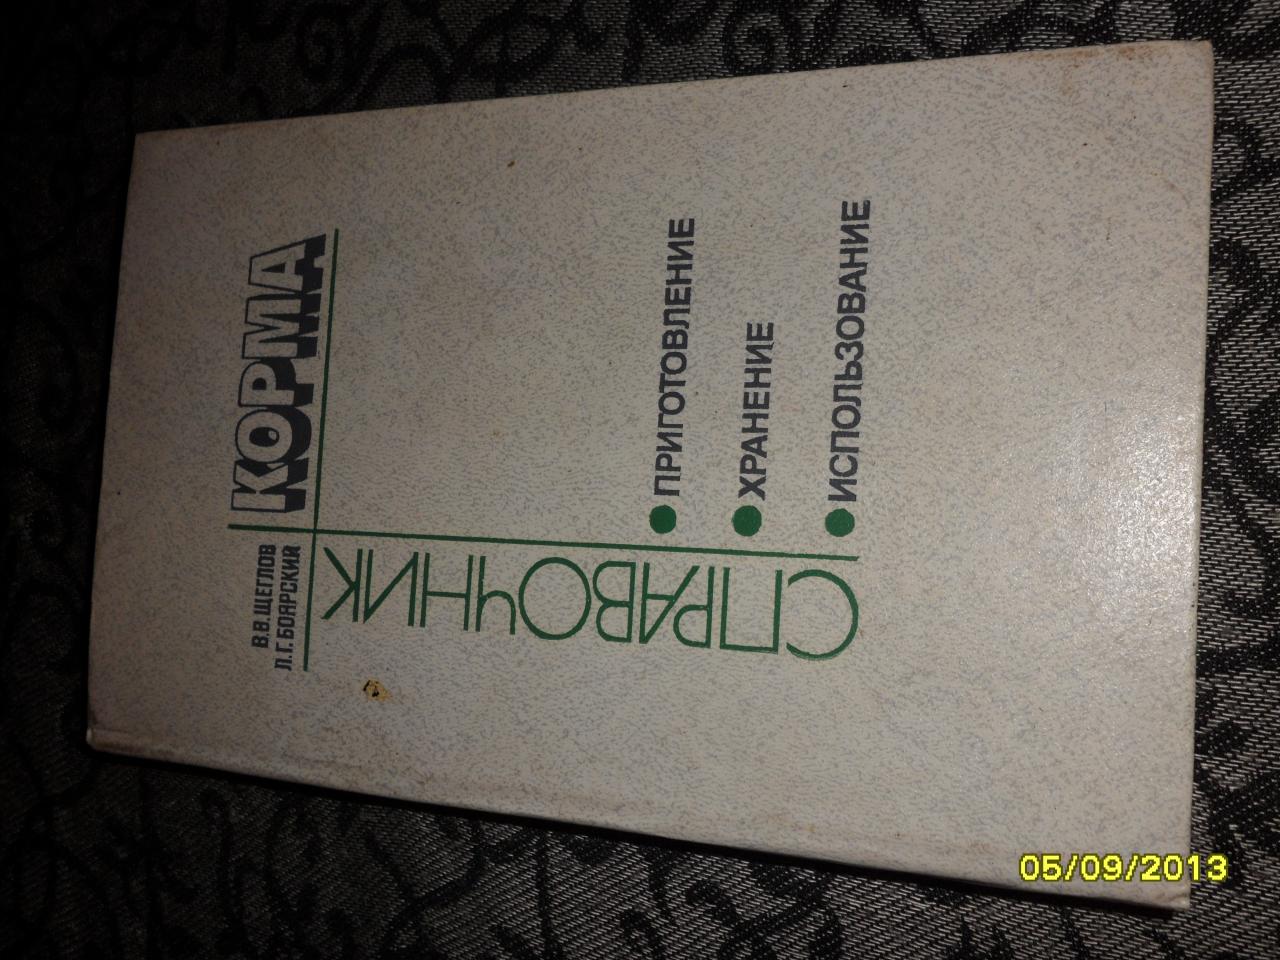 В.В.ЩЕГЛОВ
Л.Г.БОЯРСКИЙ
КОРМА
СПРАВОЧНИК
ПРИГОТОВЛЕНИЕ
ХРАНЕНИЕ
ИСПОЛЬЗОВАНИЕ
05/09/2013